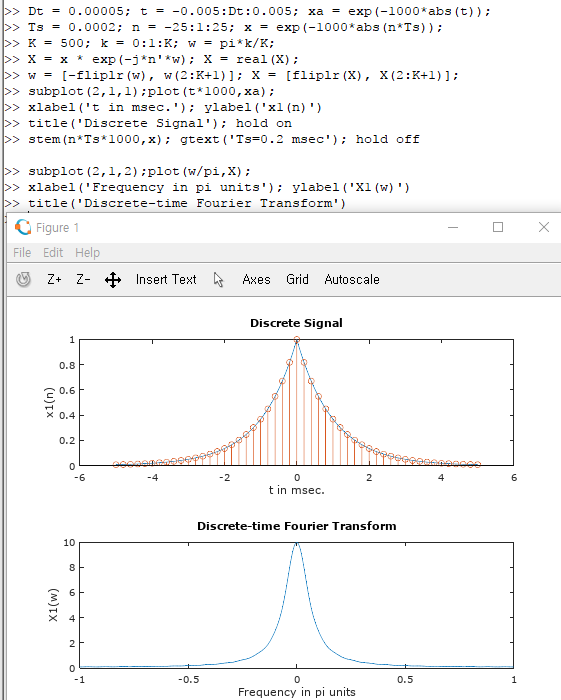 >> Dt = 0.00005; t = -0.005:Dt:0.005; xa = exp(-1000*abs(t));
>> Ts = 0.0002; n = -25:1:25; x = exp(-1000*abs(n*Ts));
>> K = 500; k = 0:1:K; w = pi*k/K;
>> X = x * exp(-j*n'*w); X = real(X);
>> w = [-fliplr(w), w(2:K+1)]; X = [fliplr(X), X(2:K+1)];
>> subplot(2,1,1);plot(t*1000,xa);
>> xlabel('t in msec.'); ylabel('x1(n)')
>> title('Discrete Signal'); hold on
>> stem(n*Ts*1000,x); gtext('Ts=0.2 msec'); hold off
>> subplot(2,1,2);plot(w/pi,X);
>> xlabel('Frequency in pi units'); ylabel('X1(w)')
>> title('Discrete-time Fourier Transform')
Figure 1
File Edit Help
Z+ Z- Insert Text Axes Grid Autoscale
Discrete Signal
1
0.8
0.6
0.4
0.2
0
x1(n)
-6 -4 -2 0 2 4 6
t in msec.
Discrete-time Fourier Transform
10
8
6
4
2
0
X1(w)
-1 -0.5 0 0.5 1
Frequency in pi units